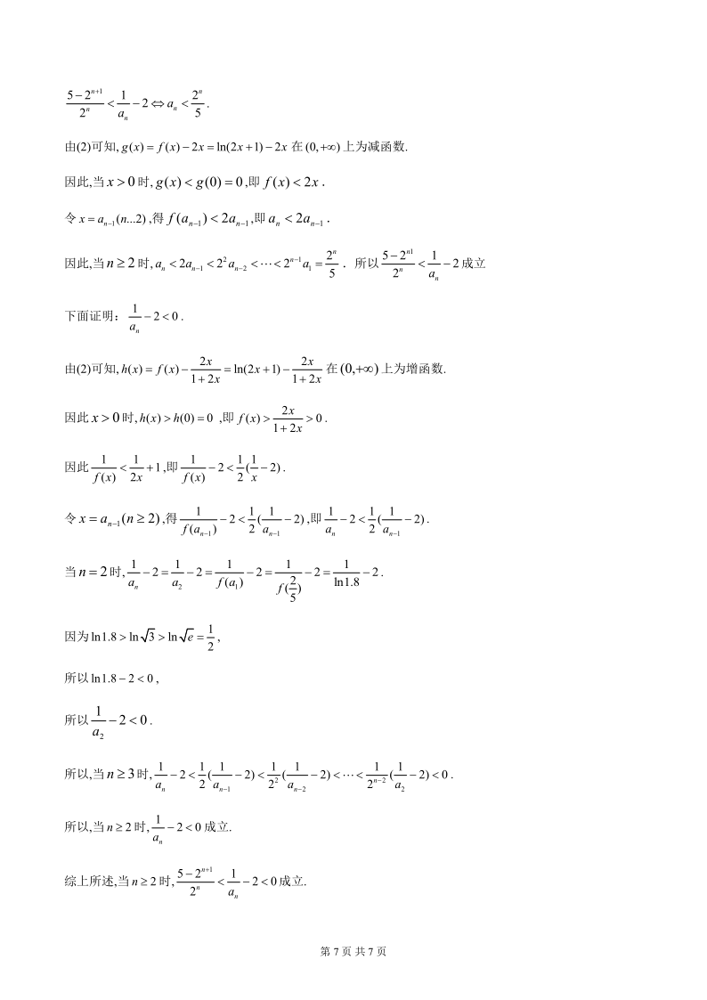 $\frac{5-2^{n+1}}{2^n}<\frac{1}{a_n}-2\Leftrightarrow a_n<\frac{2^n}{5}$ .
由(2)可知, $g(x)=f(x)-2x=\ln(2x+1)-2x$ 在 $(0,+\infty)$ 上为减函数.
因此,当 $x>0$ 时, $g(x)<g(0)=0$ ,即 $f(x)<2x$ .
令 $x=a_{n-1}(n...2)$ ,得 $f(a_{n-1})<2a_{n-1}$ ,即 $a_n<2a_{n-1}$ .
因此,当 $n\geq 2$ 时, $a_n<2a_{n-1}<2^2a_{n-2}<\cdots<2^{n-1}a_1=\frac{2^n}{5}$ . 所以 $\frac{5-2^{n1}}{2^n}<\frac{1}{a_n}-2$ 成立
下面证明: $\frac{1}{a_n}-2<0$ .
由(2)可知, $h(x)=f(x)-\frac{2x}{1+2x}=\ln(2x+1)-\frac{2x}{1+2x}$ 在 $(0,+\infty)$ 上为增函数.
因此 $x>0$ 时, $h(x)>h(0)=0$ ,即 $f(x)>\frac{2x}{1+2x}>0$ .
因此 $\frac{1}{f(x)}<\frac{1}{2x}+1$ ,即 $\frac{1}{f(x)}-2<\frac{1}{2}(\frac{1}{x}-2)$ .
令 $x=a_{n-1}(n\geq 2)$ ,得 $\frac{1}{f(a_{n-1})}-2<\frac{1}{2}(\frac{1}{a_{n-1}}-2)$ ,即 $\frac{1}{a_n}-2<\frac{1}{2}(\frac{1}{a_{n-1}}-2)$ .
当 $n=2$ 时, $\frac{1}{a_n}-2=\frac{1}{a_2}-2=\frac{1}{f(a_1)}-2=\frac{1}{f(\frac{2}{5})}-2=\frac{1}{\ln 1.8}-2$ .
因为 $\ln 1.8>\ln\sqrt{3}>\ln\sqrt{e}=\frac{1}{2}$ ,
所以 $\ln 1.8-2<0$ ,
所以 $\frac{1}{a_2}-2<0$ .
所以,当 $n\geq 3$ 时, $\frac{1}{a_n}-2<\frac{1}{2}(\frac{1}{a_{n-1}}-2)<\frac{1}{2^2}(\frac{1}{a_{n-2}}-2)<\cdots<\frac{1}{2^{n-2}}(\frac{1}{a_2}-2)<0$ .
所以,当 $n\geq 2$ 时, $\frac{1}{a_n}-2<0$ 成立.
综上所述,当 $n\geq 2$ 时, $\frac{5-2^{n+1}}{2^n}<\frac{1}{a_n}-2<0$ 成立.
第 7 页 共 7 页